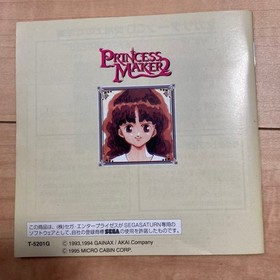 PRINCESS
MAKER2
この商品は、(株)セガ・エンタープライゼスがSEGASATURN専用の
ソフトウェアとして、自社の登録商標SEGAの使用を許諾したものです。
T-5201G
© 1993,1994 GAINAX / AKAI,Company
© 1995 MICRO CABIN CORP.